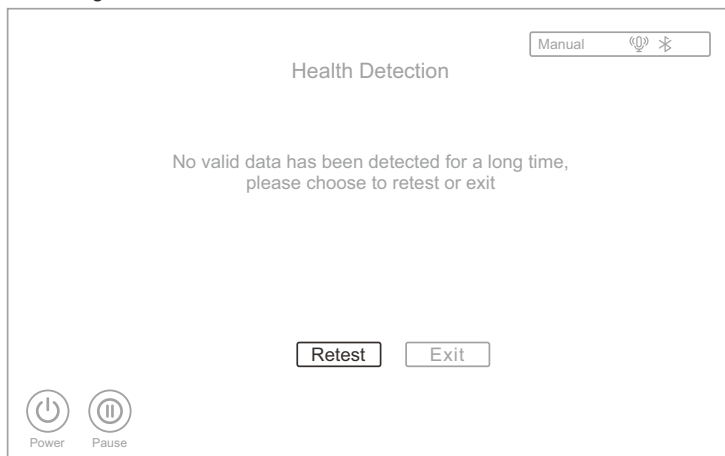 Manual
Health Detection
No valid data has been detected for a long time,
please choose to retest or exit
Retest Exit
Power Pause